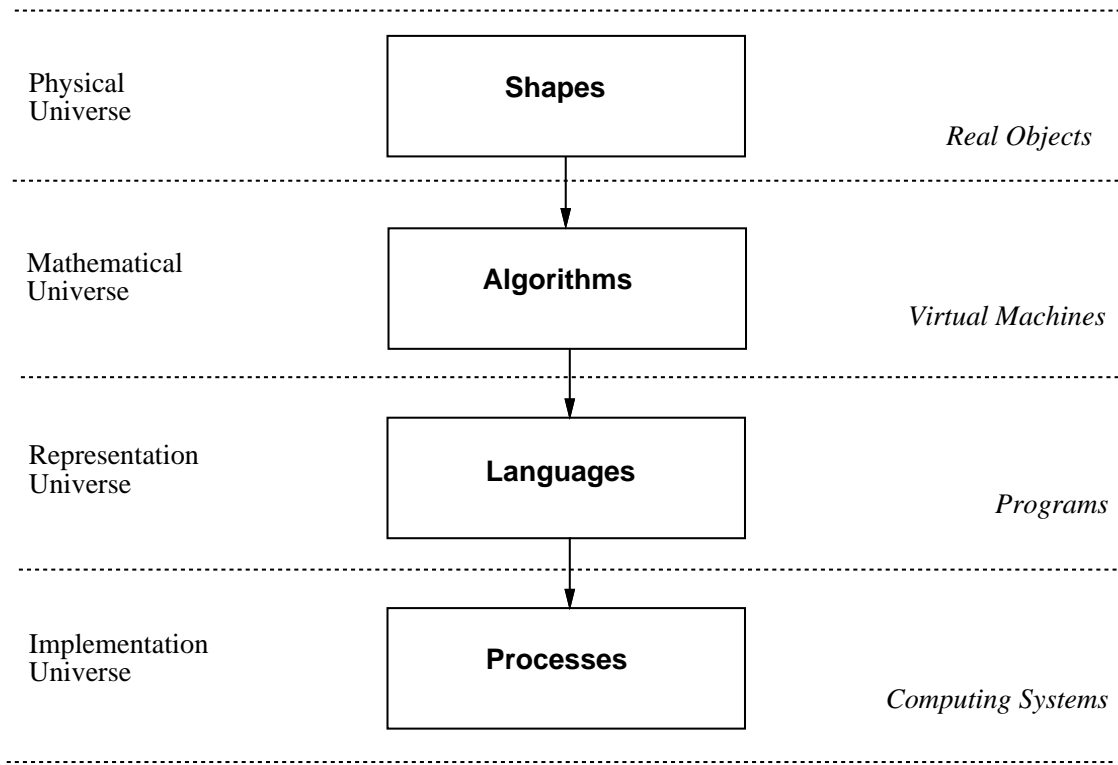 Physical
Universe
Shapes
Real Objects
Mathematical
Universe
Algorithms
Virtual Machines
Representation
Universe
Languages
Programs
Implementation
Universe
Processes
Computing Systems